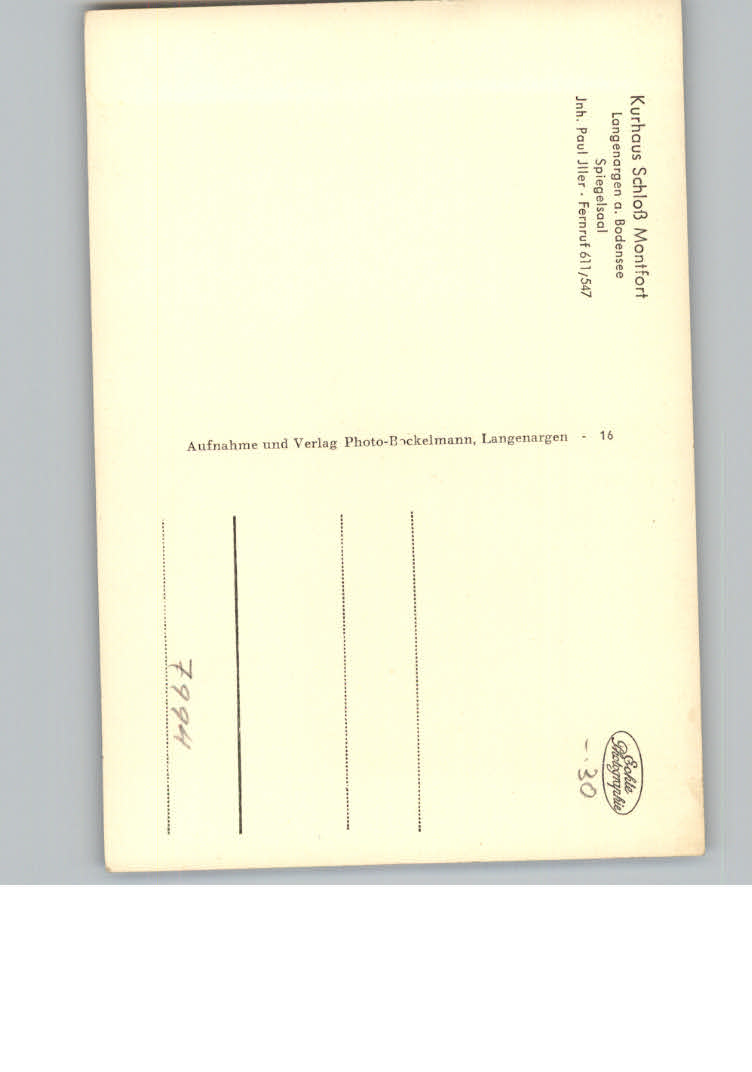 Kurhaus Schloß Montfort
Langenargen a. Bodensee
Spiegelsaal
Jnh. Paul Jller · Fernruf 611/547
Aufnahme und Verlag Photo-Bockelmann, Langenargen - 16
Echte
Photographie
-.30
7994